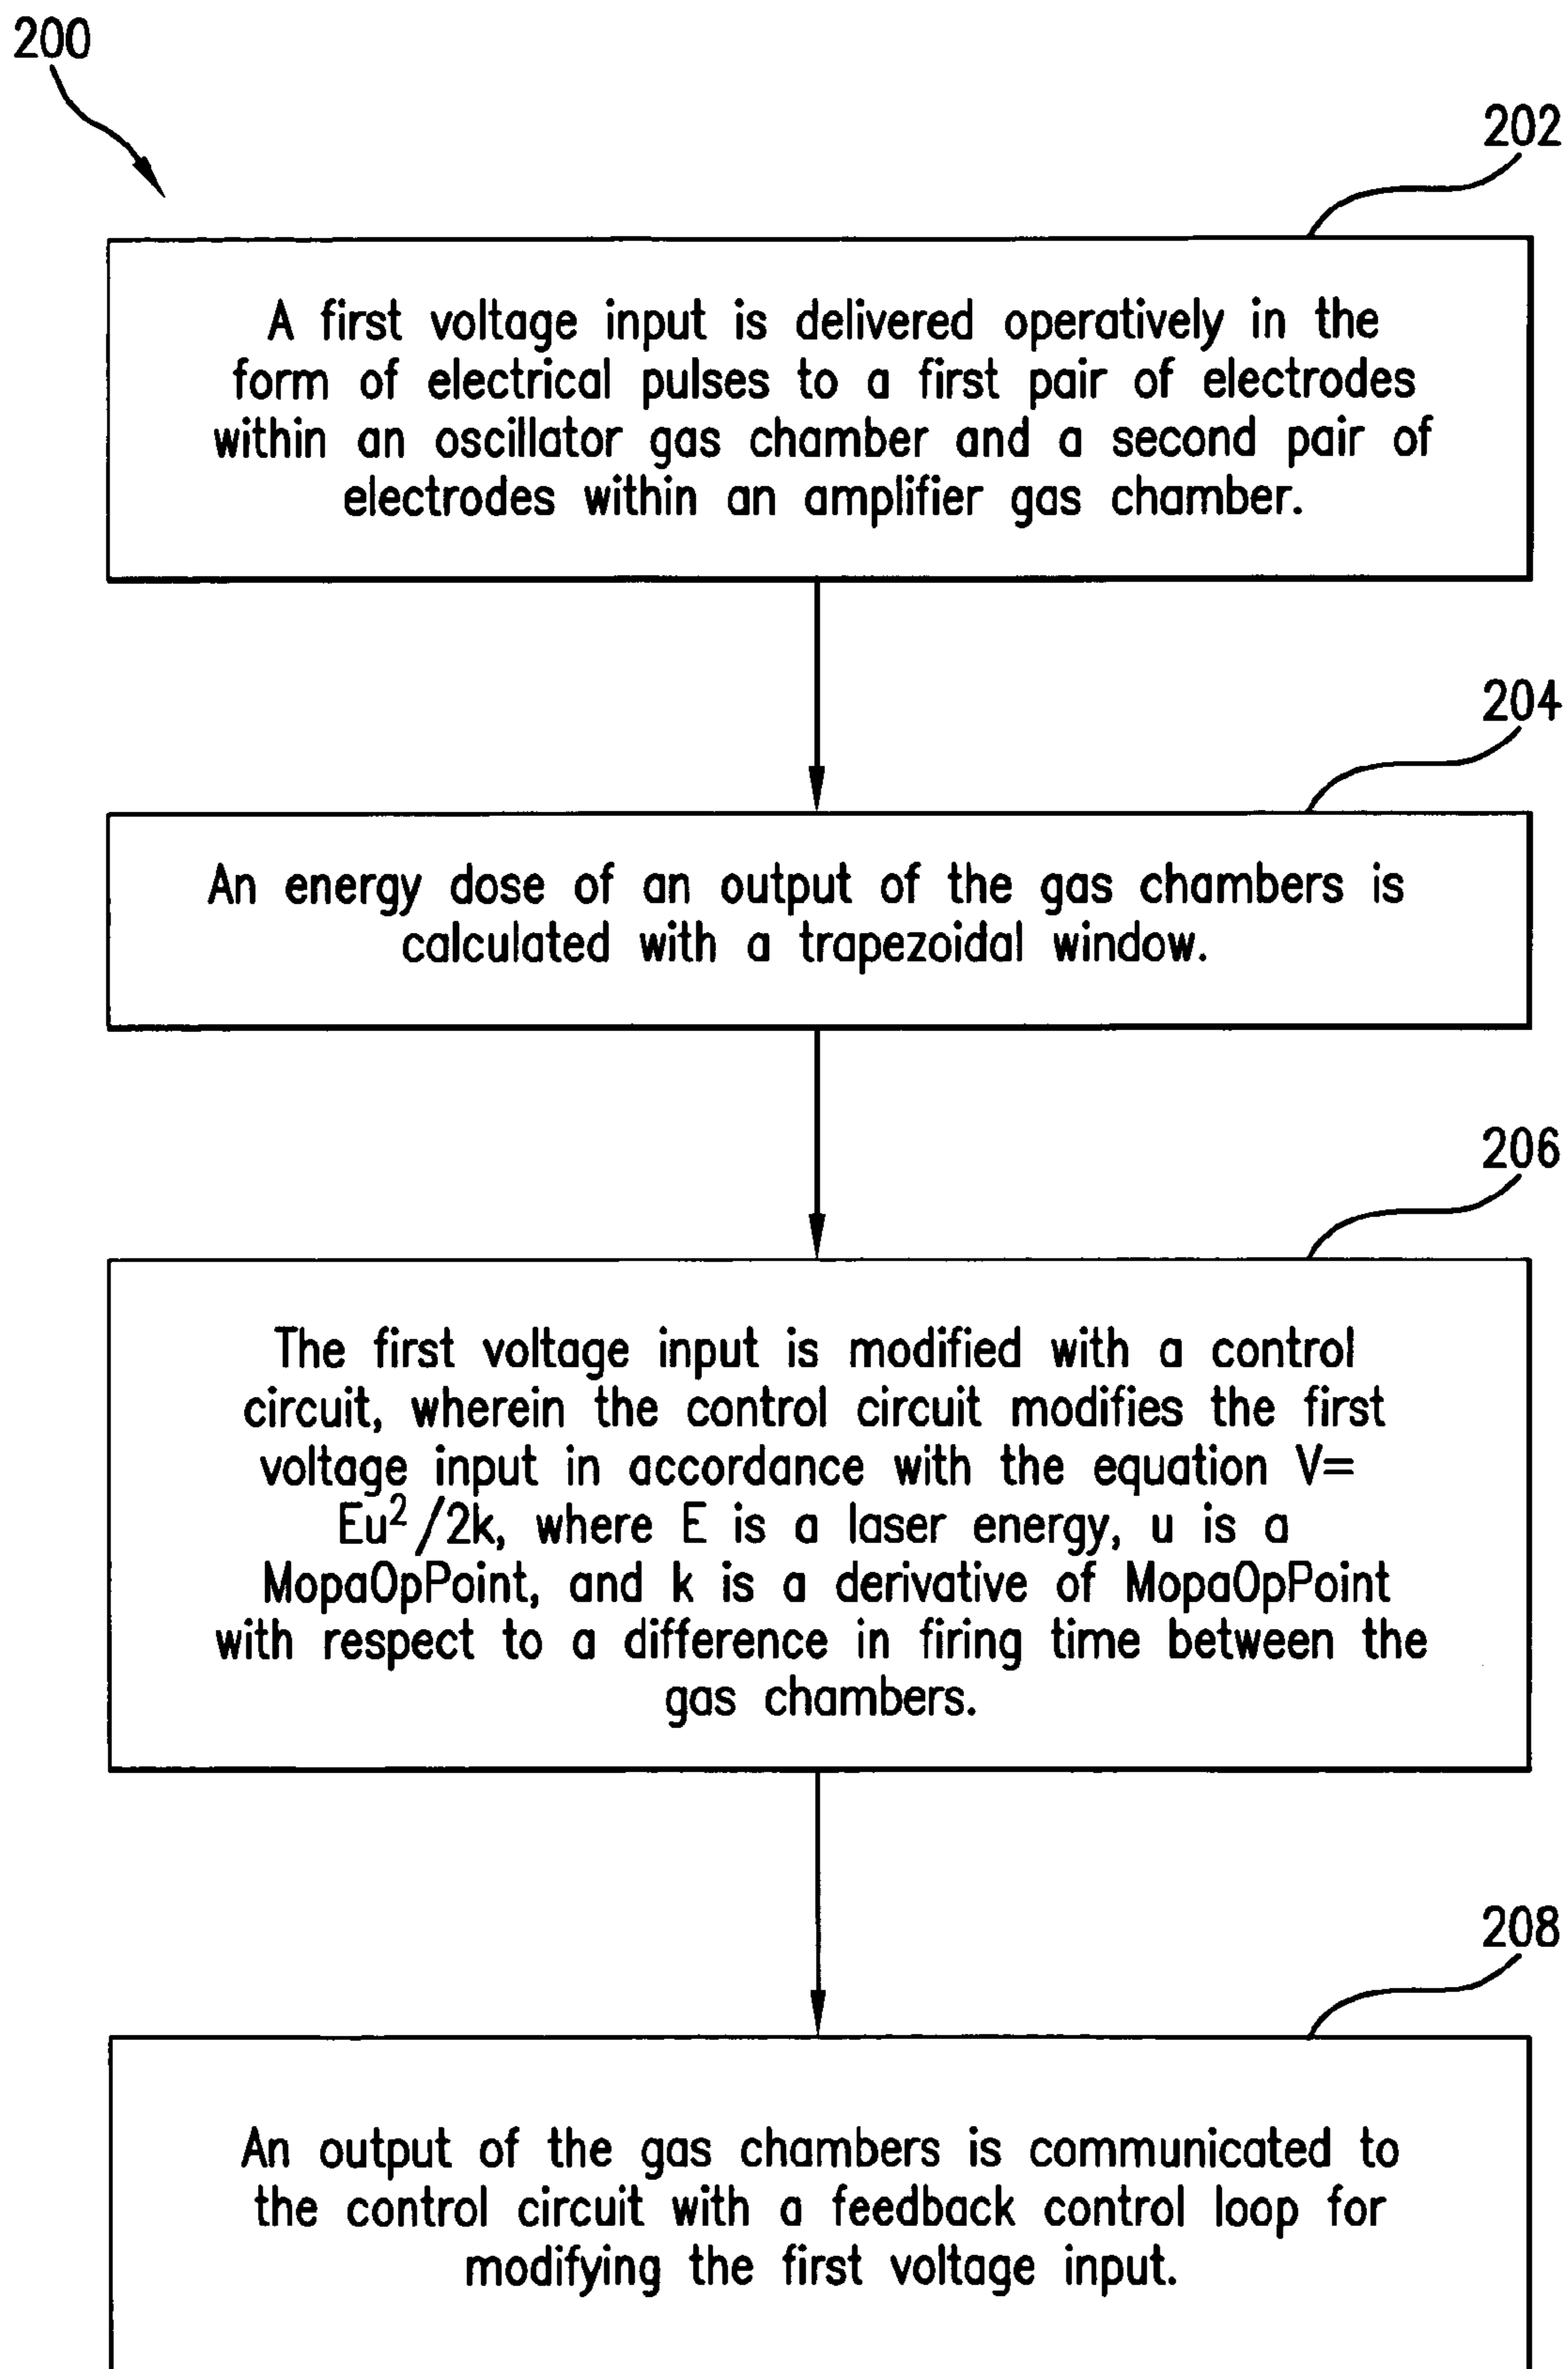 200
202
A first voltage input is delivered operatively in the
form of electrical pulses to a first pair of electrodes
within an oscillator gas chamber and a second pair of
electrodes within an amplifier gas chamber.
204
An energy dose of an output of the gas chambers is
calculated with a trapezoidal window.
206
The first voltage input is modified with a control
circuit, wherein the control circuit modifies the first
voltage input in accordance with the equation V=
Eu²/2k, where E is a laser energy, u is a
MopaOpPoint, and k is a derivative of MopaOpPoint
with respect to a difference in firing time between the
gas chambers.
208
An output of the gas chambers is communicated to
the control circuit with a feedback control loop for
modifying the first voltage input.